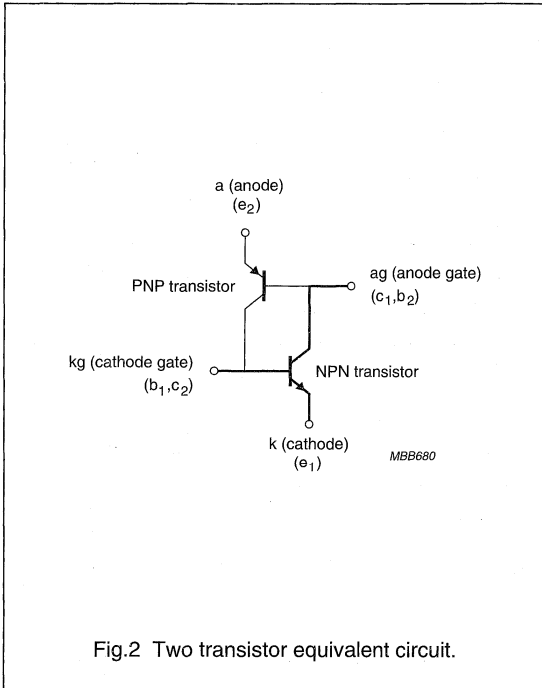 a (anode)
(e₂)
PNP transistor
ag (anode gate)
(c₁,b₂)
kg (cathode gate)
(b₁,c₂)
NPN transistor
k (cathode)
(e₁)
MBB680
Fig.2 Two transistor equivalent circuit.